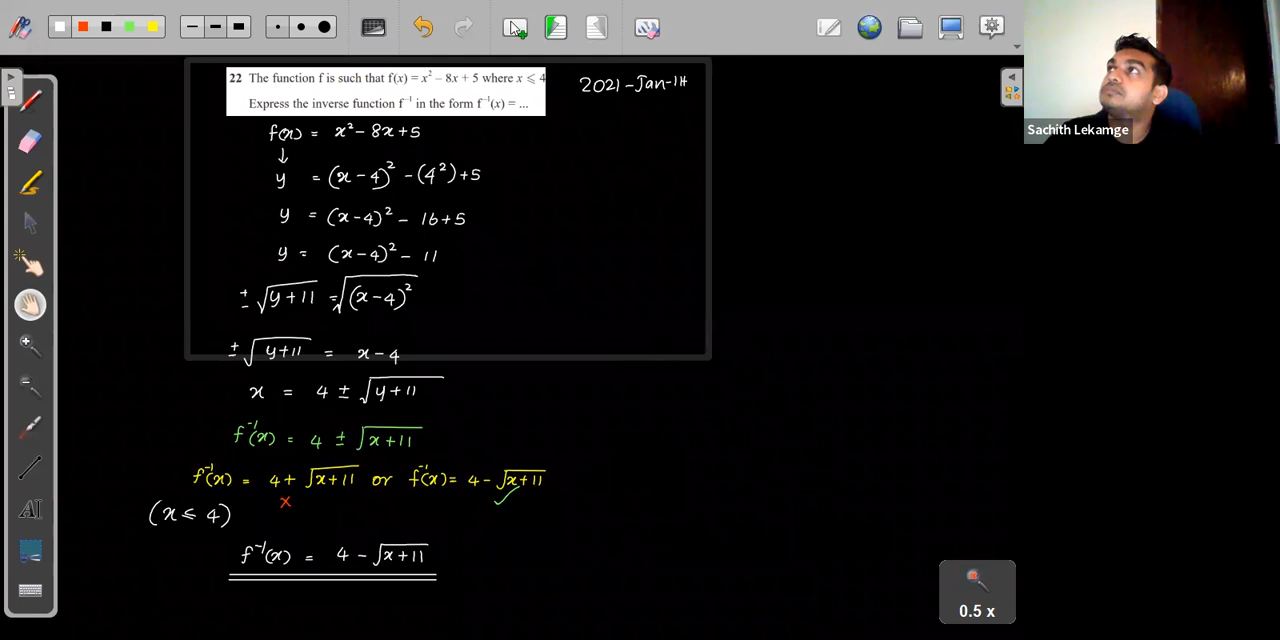 22 The function f is such that f(x) = x² – 8x + 5 where x ⩽ 4
Express the inverse function f⁻¹ in the form f⁻¹(x) = ...
2021-Jan-1H
Sachith Lekamge
f(x) = x² - 8x + 5
↓
y = (x - 4)² - (4²) + 5
y = (x - 4)² - 16 + 5
y = (x - 4)² - 11
± √(y + 11) = √((x - 4)²)
± √(y + 11) = x - 4
x = 4 ± √(y + 11)
f⁻¹(x) = 4 ± √(x + 11)
f⁻¹(x) = 4 + √(x + 11) or f⁻¹(x) = 4 - √(x + 11)
x ✓
(x ⩽ 4)
f⁻¹(x) = 4 - √(x + 11)
0.5 x